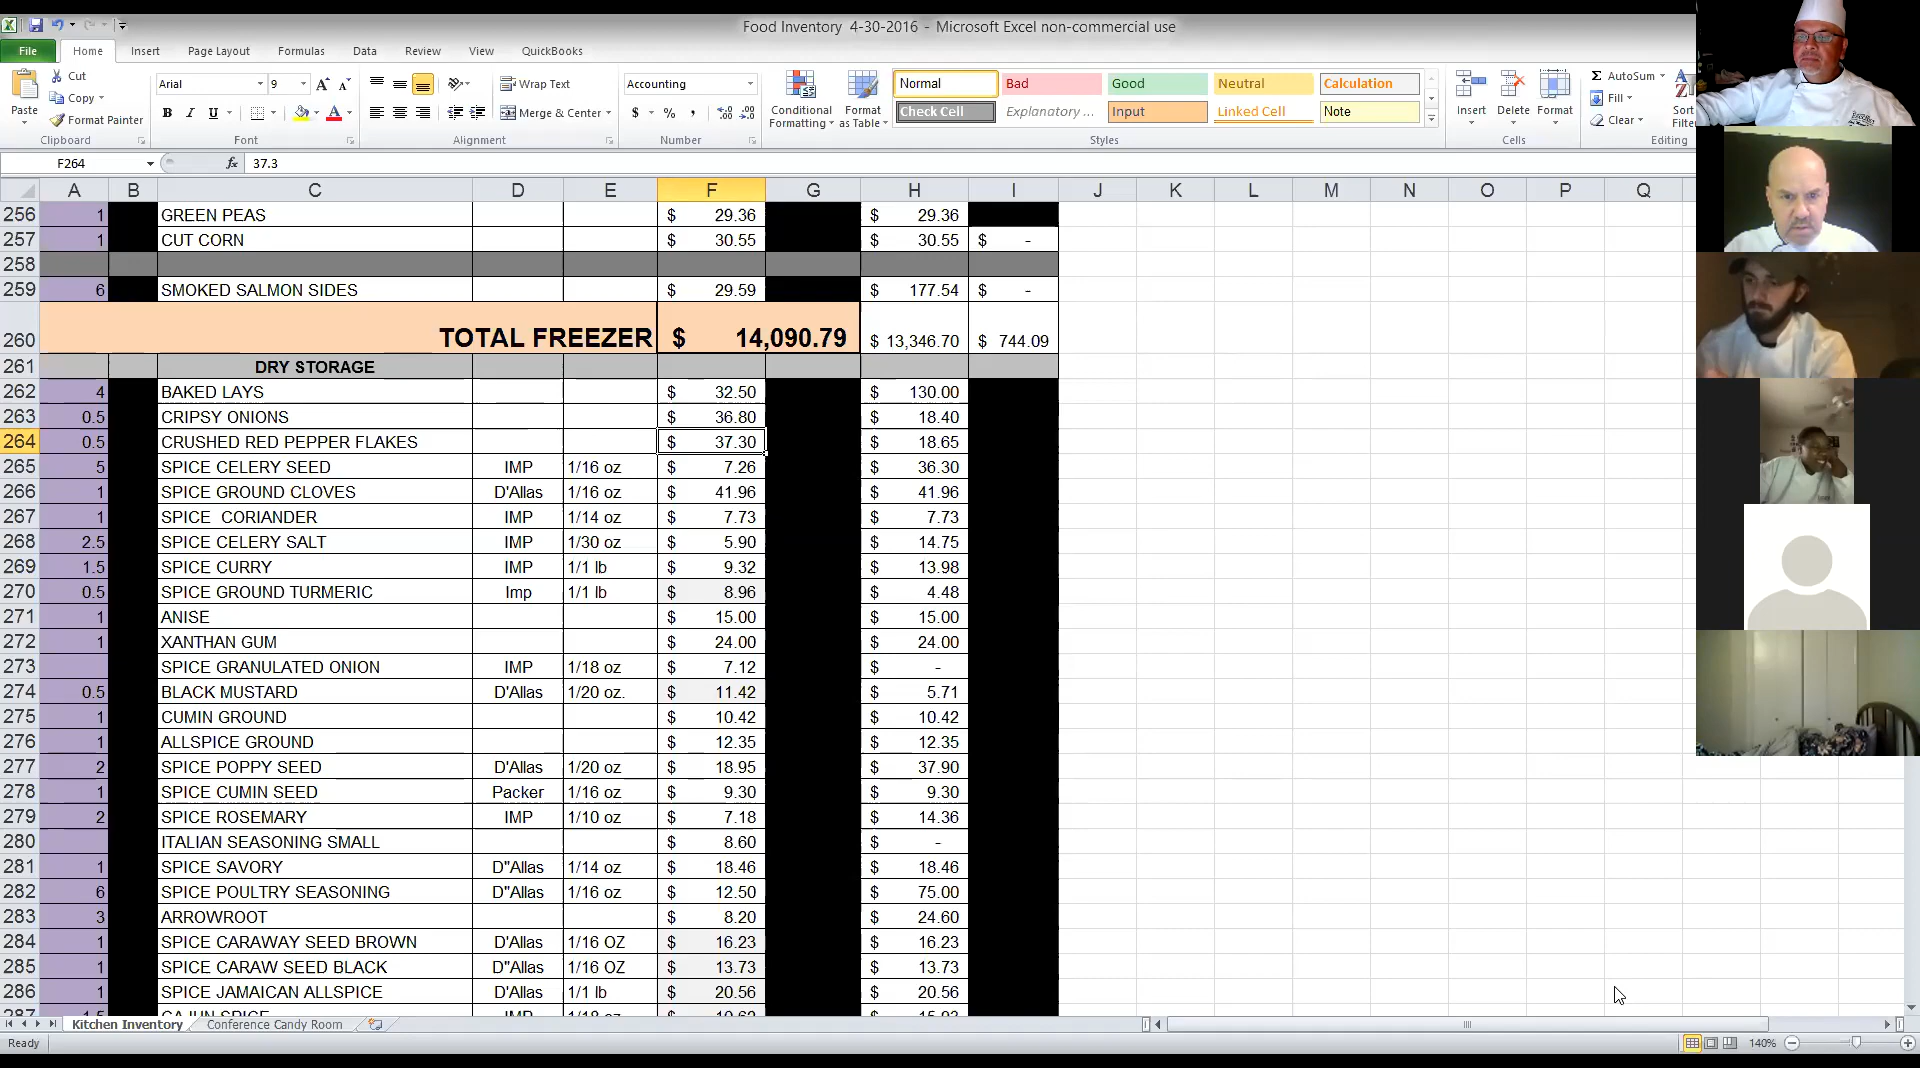 Food Inventory 4-30-2016 - Microsoft Excel non-commercial use
File Home Insert Page Layout Formulas Data Review View QuickBooks
Cut Arial 9 Wrap Text Accounting Normal Bad Good Neutral Calculation AutoSum
Paste Copy Conditional Formatting Format as Table Insert Delete Format Fill Sort
Format Painter B I U Merge & Center $ % , Check Cell Explanatory ... Input Linked Cell Note Clear Filter
Clipboard Font Alignment Number Styles Cells Editing
F264 fx 37.3
A B C D E F G H I J K L M N O P Q
256 1 GREEN PEAS $ 29.36 $ 29.36
257 1 CUT CORN $ 30.55 $ 30.55 $ -
258
259 6 SMOKED SALMON SIDES $ 29.59 $ 177.54 $ -
260 TOTAL FREEZER $ 14,090.79 $ 13,346.70 $ 744.09
261 DRY STORAGE
262 4 BAKED LAYS $ 32.50 $ 130.00
263 0.5 CRIPSY ONIONS $ 36.80 $ 18.40
264 0.5 CRUSHED RED PEPPER FLAKES $ 37.30 $ 18.65
265 5 SPICE CELERY SEED IMP 1/16 oz $ 7.26 $ 36.30
266 1 SPICE GROUND CLOVES D'Allas 1/16 oz $ 41.96 $ 41.96
267 1 SPICE CORIANDER IMP 1/14 oz $ 7.73 $ 7.73
268 2.5 SPICE CELERY SALT IMP 1/30 oz $ 5.90 $ 14.75
269 1.5 SPICE CURRY IMP 1/1 lb $ 9.32 $ 13.98
270 0.5 SPICE GROUND TURMERIC Imp 1/1 lb $ 8.96 $ 4.48
271 1 ANISE $ 15.00 $ 15.00
272 1 XANTHAN GUM $ 24.00 $ 24.00
273 SPICE GRANULATED ONION IMP 1/18 oz $ 7.12 $ -
274 0.5 BLACK MUSTARD D'Allas 1/20 oz. $ 11.42 $ 5.71
275 1 CUMIN GROUND $ 10.42 $ 10.42
276 1 ALLSPICE GROUND $ 12.35 $ 12.35
277 2 SPICE POPPY SEED D'Allas 1/20 oz $ 18.95 $ 37.90
278 1 SPICE CUMIN SEED Packer 1/16 oz $ 9.30 $ 9.30
279 2 SPICE ROSEMARY IMP 1/10 oz $ 7.18 $ 14.36
280 ITALIAN SEASONING SMALL $ 8.60 $ -
281 1 SPICE SAVORY D"Allas 1/14 oz $ 18.46 $ 18.46
282 6 SPICE POULTRY SEASONING D"Allas 1/16 oz $ 12.50 $ 75.00
283 3 ARROWROOT $ 8.20 $ 24.60
284 1 SPICE CARAWAY SEED BROWN D'Allas 1/16 OZ $ 16.23 $ 16.23
285 1 SPICE CARAW SEED BLACK D"Allas 1/16 OZ $ 13.73 $ 13.73
286 1 SPICE JAMAICAN ALLSPICE D'Allas 1/1 lb $ 20.56 $ 20.56
Kitchen Inventory Conference Candy Room
Ready 140%